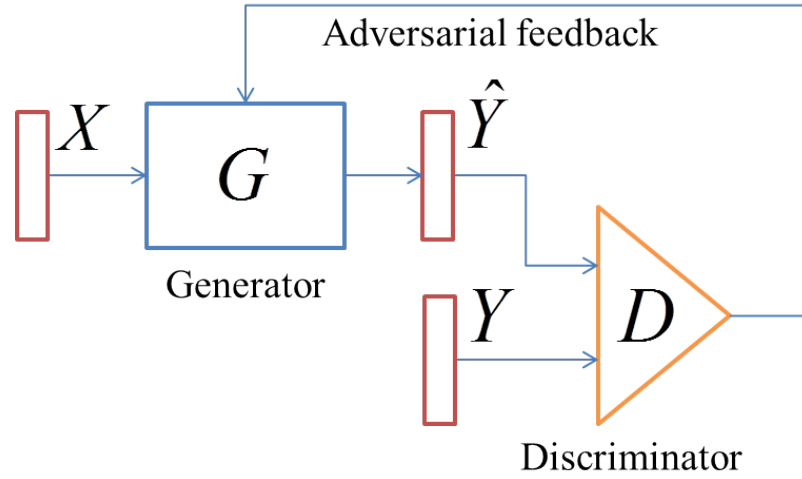 Adversarial feedback
X
G
Ŷ
Generator
Y
D
Discriminator